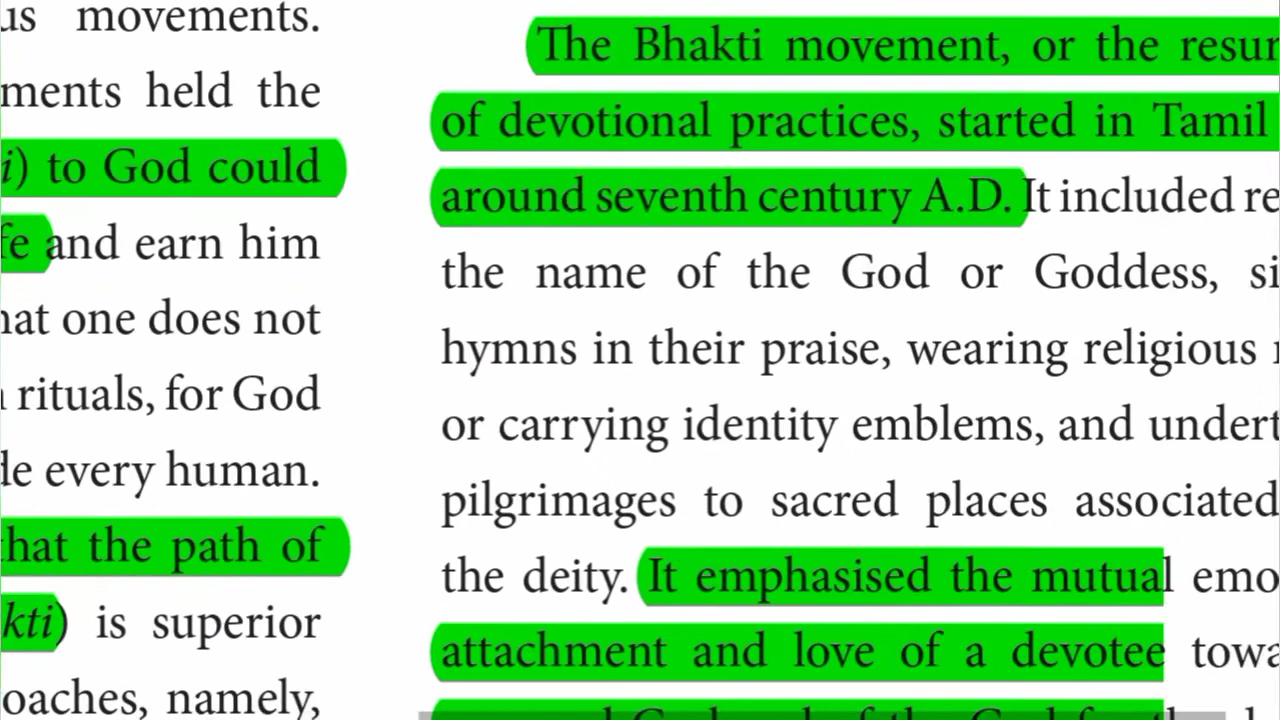 us movements.
ments held the
i) to God could
fe and earn him
hat one does not
rituals, for God
de every human.
that the path of
kti) is superior
oaches, namely,
The Bhakti movement, or the resur
of devotional practices, started in Tamil
around seventh century A.D. It included re
the name of the God or Goddess, si
hymns in their praise, wearing religious
or carrying identity emblems, and undert
pilgrimages to sacred places associated
the deity. It emphasised the mutual emo
attachment and love of a devotee towa